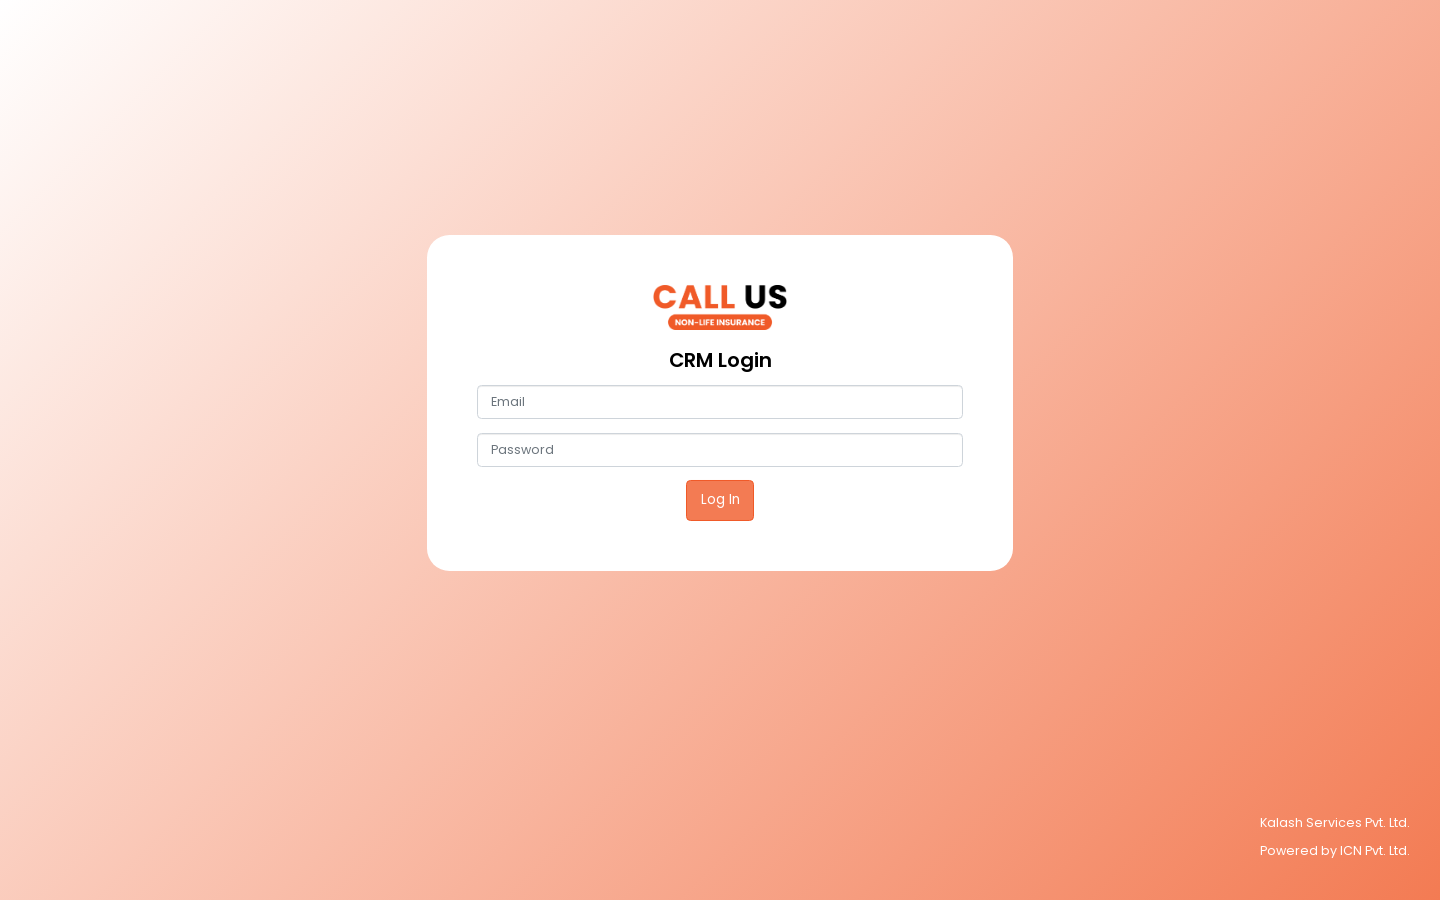 CALL US
NON-LIFE INSURANCE
CRM Login
Email
Password
Log In
Kalash Services Pvt. Ltd.
Powered by ICN Pvt. Ltd.